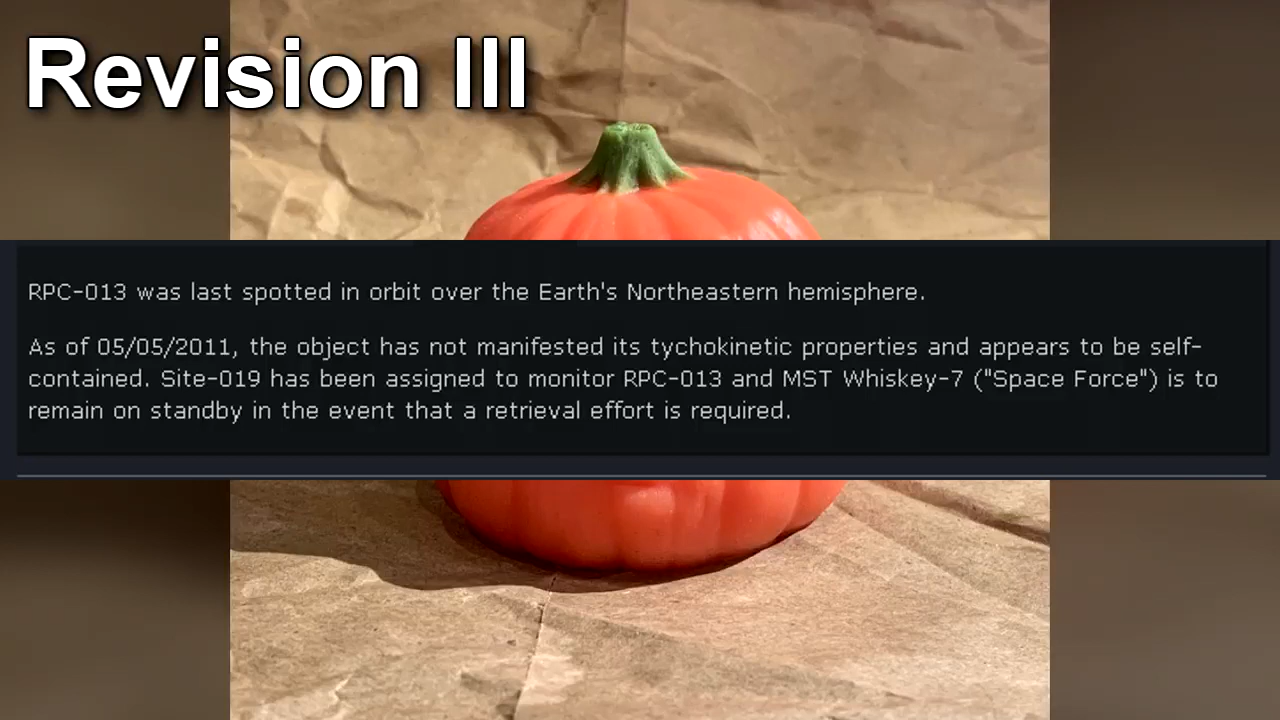 Revision III
RPC-013 was last spotted in orbit over the Earth's Northeastern hemisphere.
As of 05/05/2011, the object has not manifested its tychokinetic properties and appears to be self-
contained. Site-019 has been assigned to monitor RPC-013 and MST Whiskey-7 ("Space Force") is to
remain on standby in the event that a retrieval effort is required.